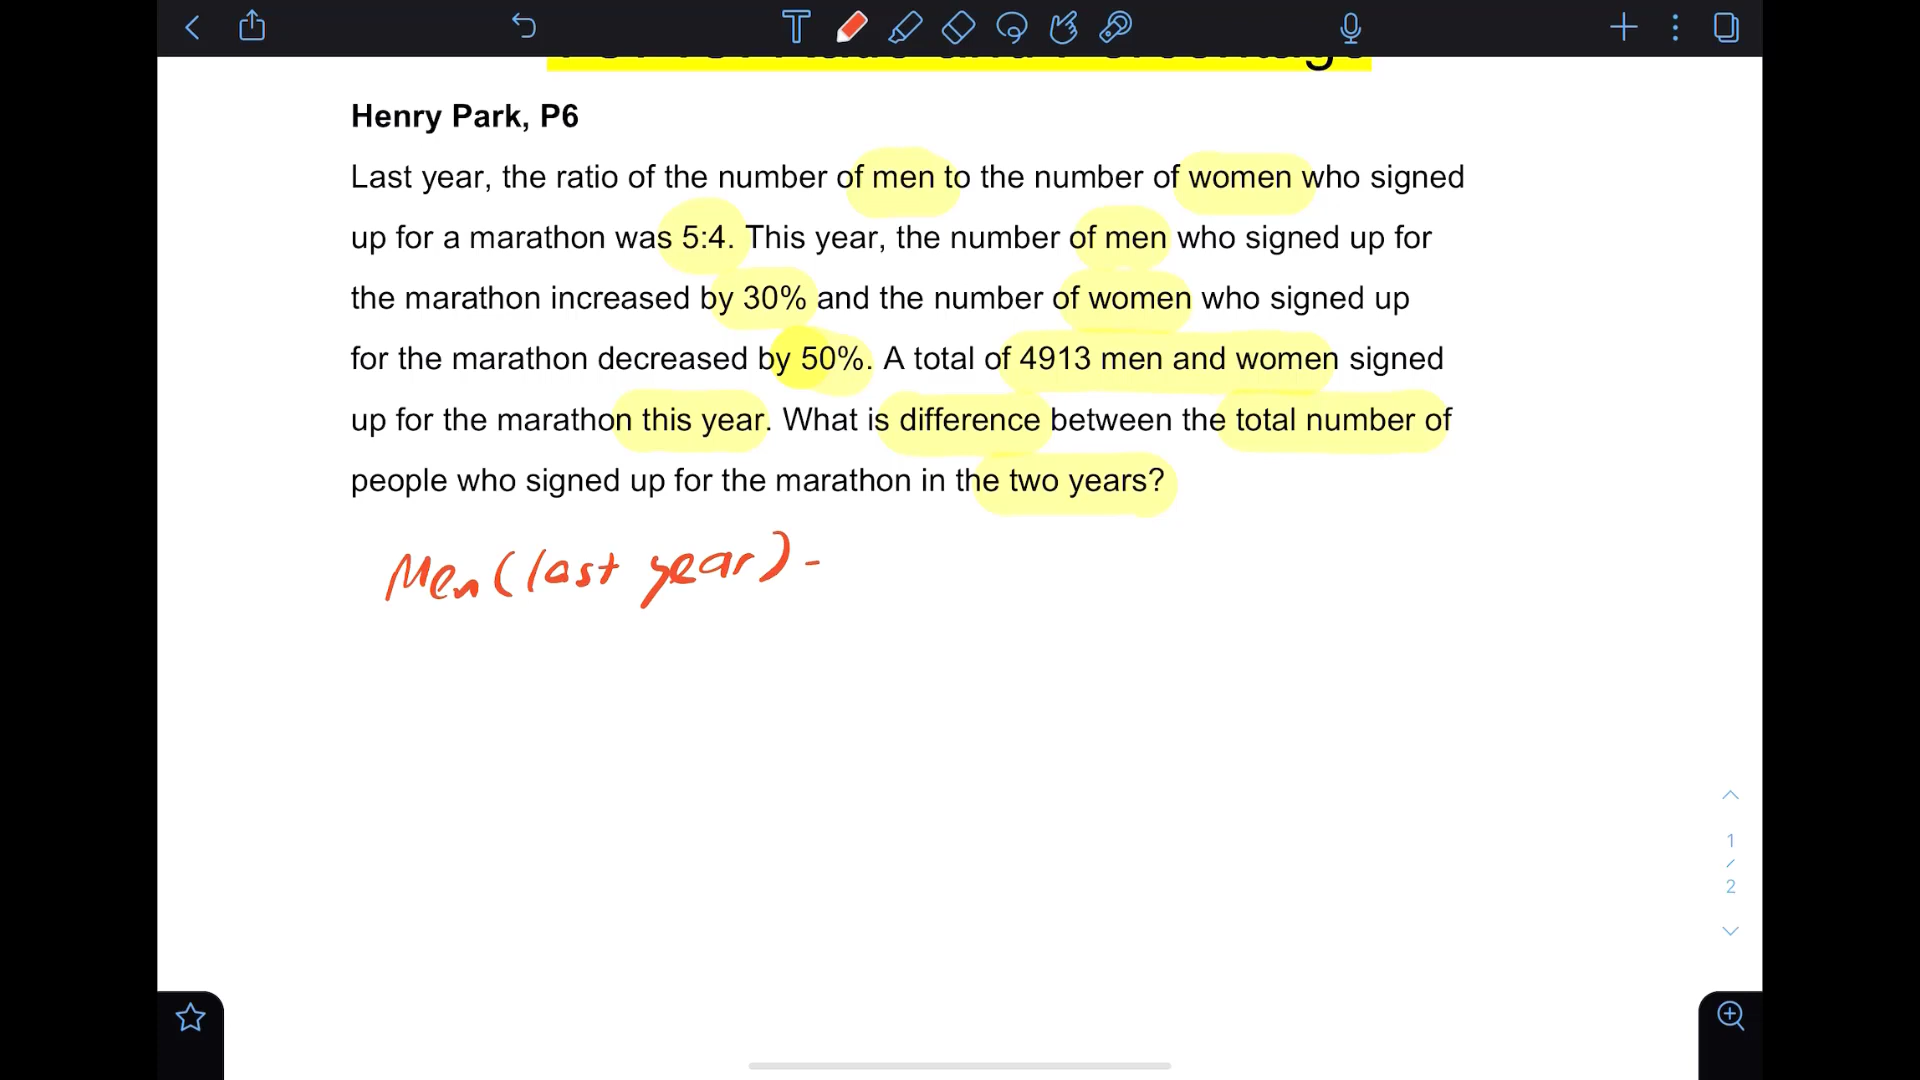 Henry Park, P6
Last year, the ratio of the number of men to the number of women who signed
up for a marathon was 5:4. This year, the number of men who signed up for
the marathon increased by 30% and the number of women who signed up
for the marathon decreased by 50%. A total of 4913 men and women signed
up for the marathon this year. What is difference between the total number of
people who signed up for the marathon in the two years?
Men (last year) -
1
/
2